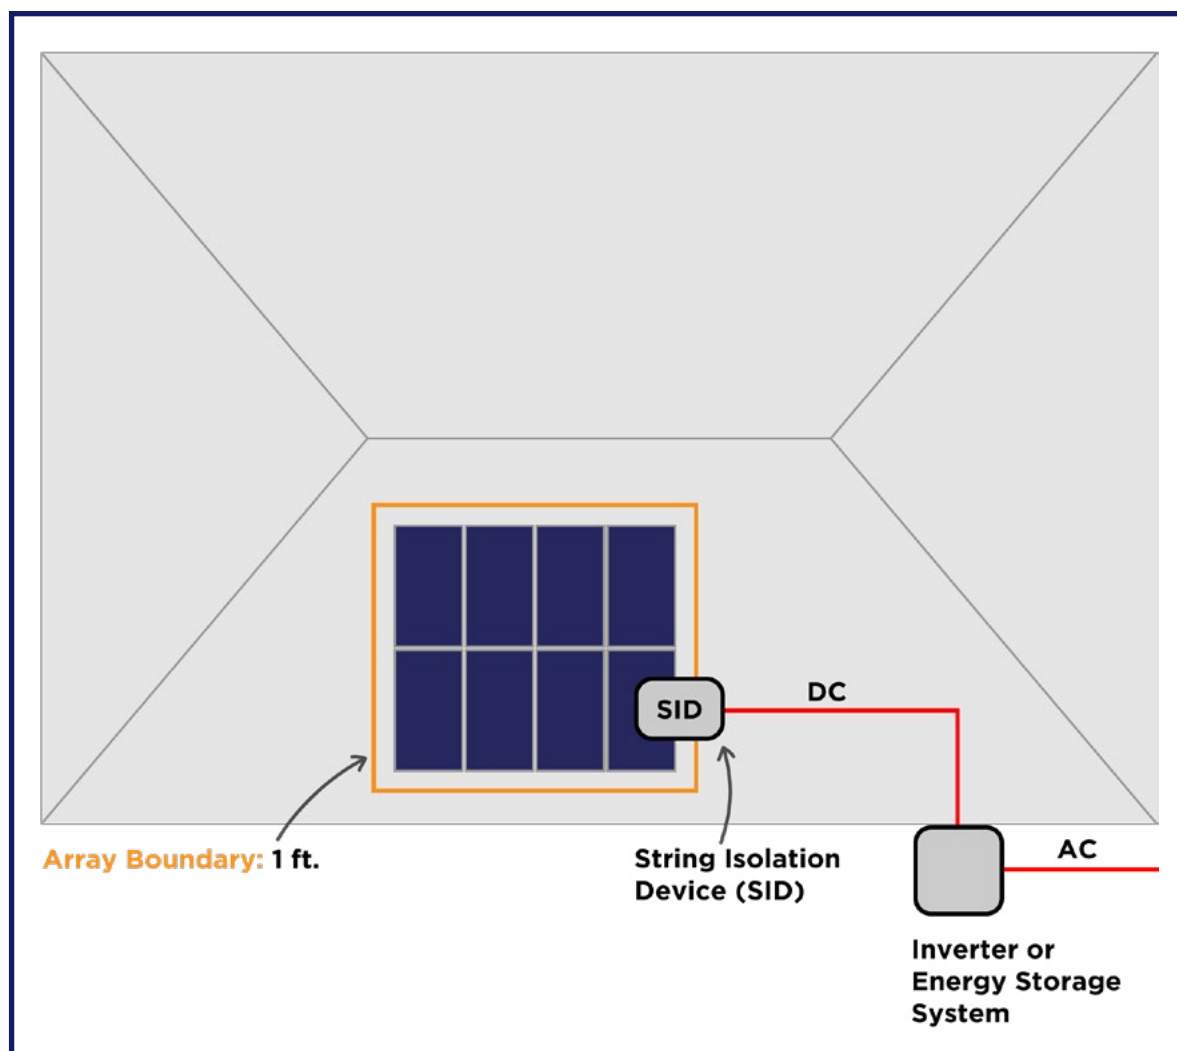 SID
DC
Array Boundary: 1 ft.
String Isolation
Device (SID)
AC
Inverter or
Energy Storage
System